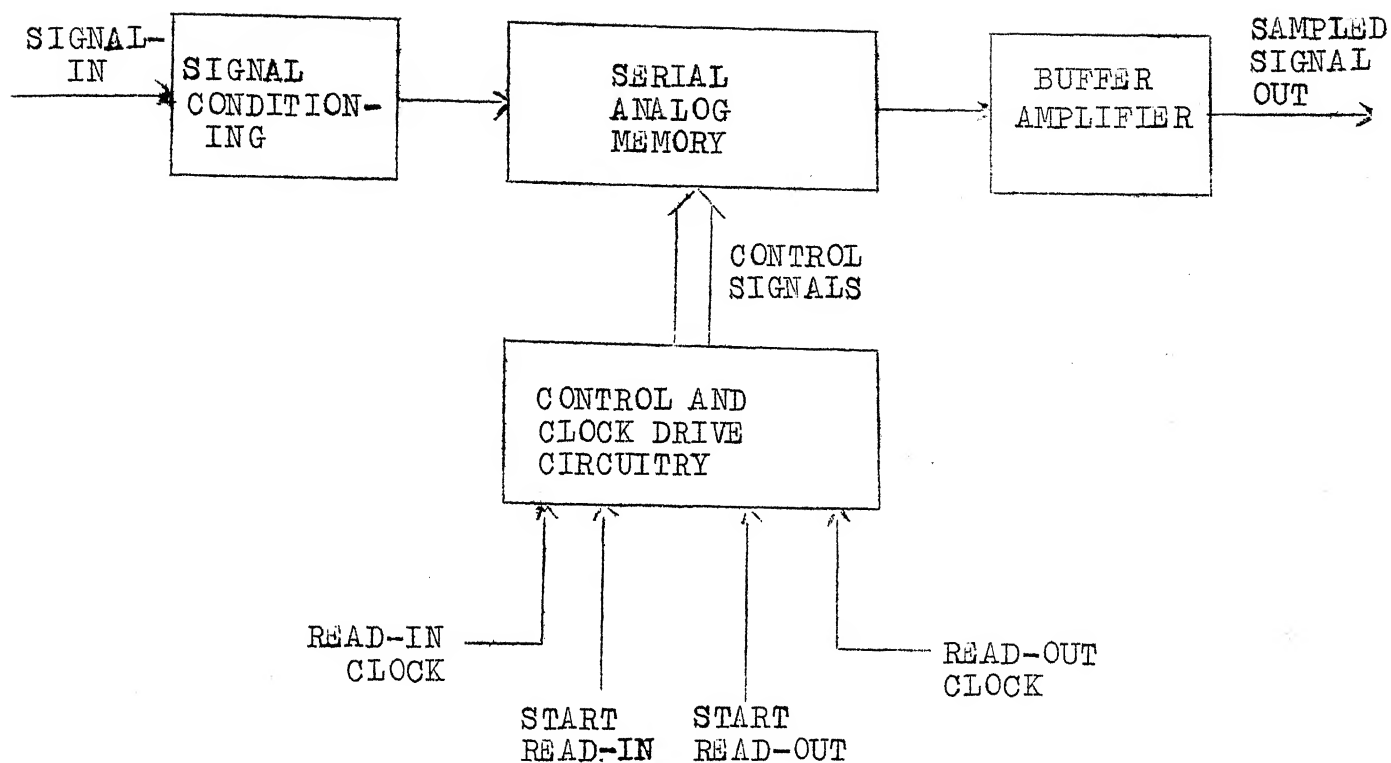 SIGNAL-
IN
SIGNAL
CONDITION-
ING
SERIAL
ANALOG
MEMORY
BUFFER
AMPLIFIER
SAMPLED
SIGNAL
OUT
CONTROL
SIGNALS
CONTROL AND
CLOCK DRIVE
CIRCUITRY
READ-IN
CLOCK
START
READ-IN
START
READ-OUT
READ-OUT
CLOCK